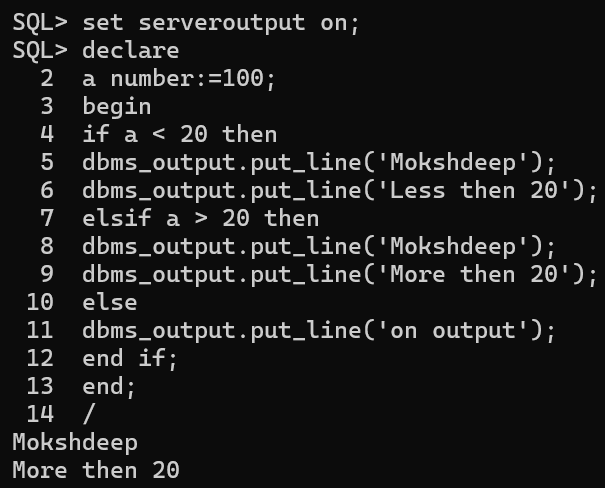 SQL> set serveroutput on;
SQL> declare
  2  a number:=100;
  3  begin
  4  if a < 20 then
  5  dbms_output.put_line('Mokshdeep');
  6  dbms_output.put_line('Less then 20');
  7  elsif a > 20 then
  8  dbms_output.put_line('Mokshdeep');
  9  dbms_output.put_line('More then 20');
 10  else
 11  dbms_output.put_line('on output');
 12  end if;
 13  end;
 14  /
Mokshdeep
More then 20